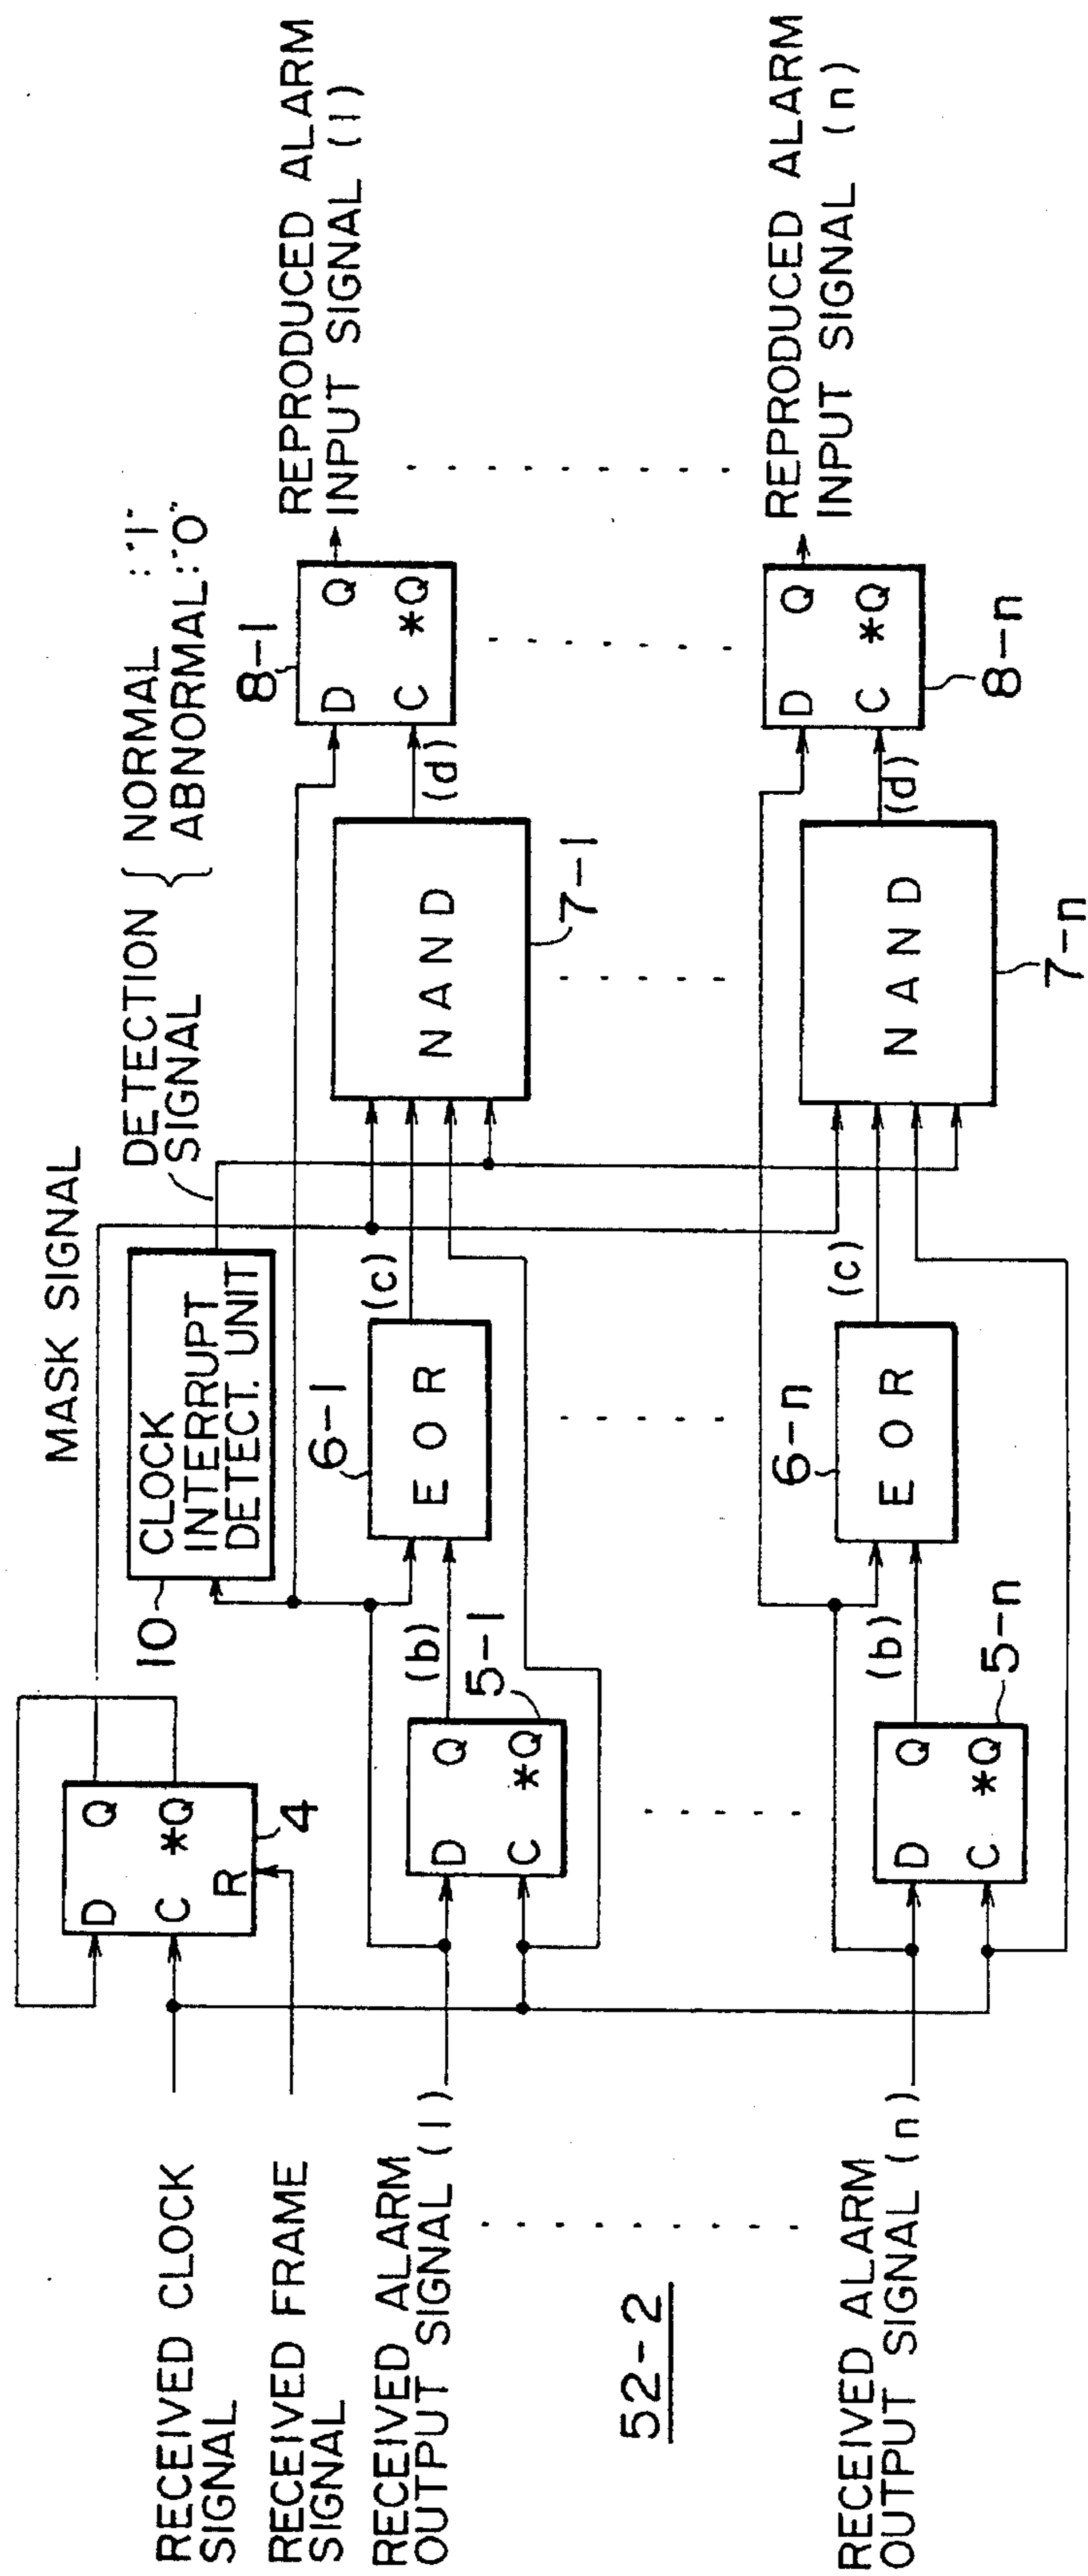 RECEIVED CLOCK
SIGNAL
RECEIVED FRAME
SIGNAL
RECEIVED ALARM
OUTPUT SIGNAL (1)
RECEIVED ALARM
OUTPUT SIGNAL (n)
52-2
D Q
C *Q
R
4
MASK SIGNAL
10
CLOCK
INTERRUPT
DETECT. UNIT
DETECTION
SIGNAL
NORMAL : "1"
ABNORMAL : "0"
D Q
C *Q
5-1
(b)
6-1
EOR
(c)
NAND
7-1
(d)
8-1
D Q
C *Q
REPRODUCED ALARM
INPUT SIGNAL (1)
D Q
C *Q
5-n
(b)
6-n
EOR
(c)
NAND
7-n
(d)
D Q
C *Q
8-n
REPRODUCED ALARM
INPUT SIGNAL (n)